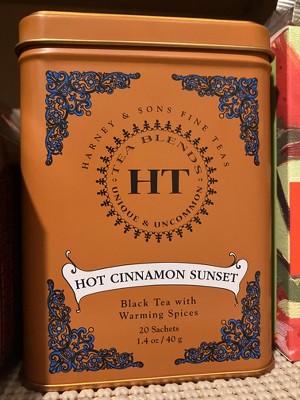 HARNEY & SONS FINE TEAS
TEA BLENDS
HT
UNIQUE & UNCOMMON
HOT CINNAMON SUNSET
Black Tea with
Warming Spices
20 Sachets
1.4 oz / 40 g